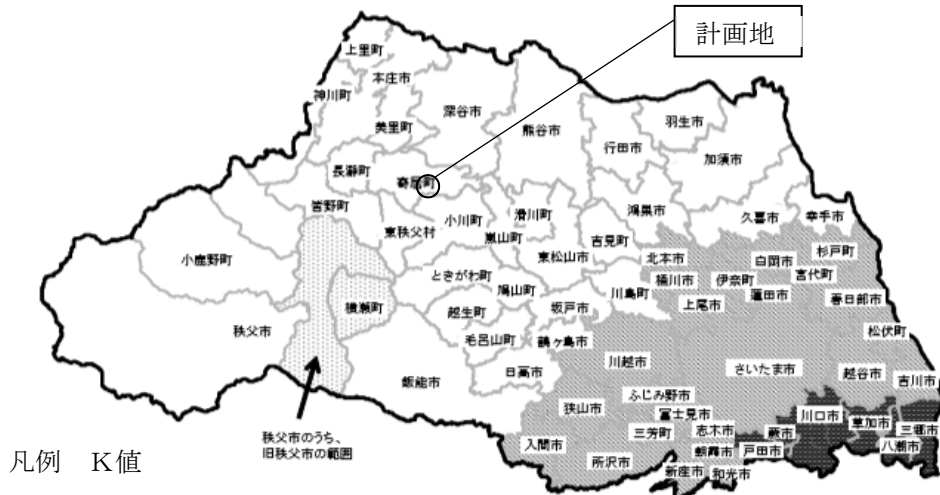 計画地
上里町
本庄市
神川町
深谷市
熊谷市
羽生市
美里町
行田市
加須市
長瀞町
寄居町
皆野町
小川町
滑川町
鴻巣市
久喜市
幸手市
東秩父村
嵐山町
吉見町
小鹿野町
東松山市
北本市
白岡市
杉戸町
ときがわ町
桶川市
伊奈町
宮代町
鳩山町
川島町
蓮田市
横瀬町
越生町
坂戸市
上尾市
春日部市
秩父市
毛呂山町
鶴ヶ島市
松伏町
川越市
さいたま市
日高市
越谷市
吉川市
飯能市
ふじみ野市
狭山市
富士見市
川口市
草加市
三郷市
入間市
三芳町
志木市
蕨市
八潮市
秩父市のうち、
旧秩父市の範囲
朝霞市
戸田市
所沢市
新座市
和光市
凡例 K値